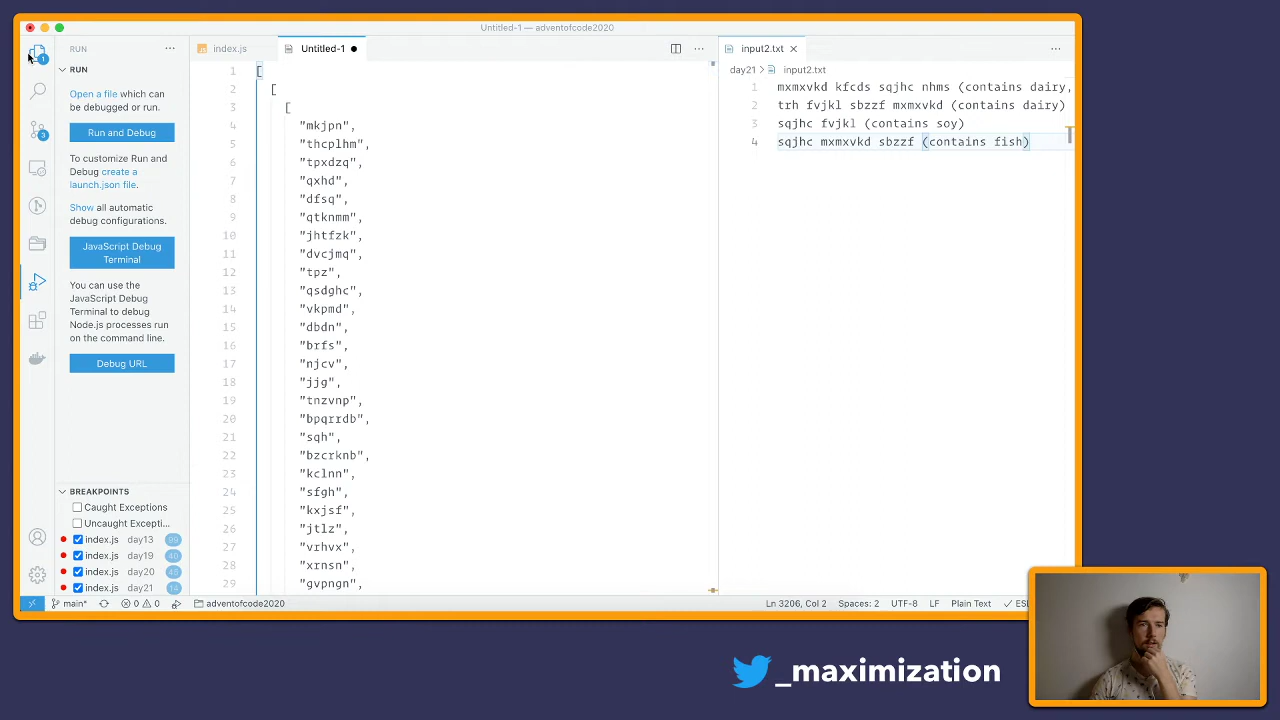 Untitled-1 — adventofcode2020
RUN
···
index.js
Untitled-1
···
input2.txt
···
RUN
day21 > input2.txt
1
3
Open a file which can
be debugged or run.
Run and Debug
To customize Run and
Debug create a
launch.json file.
Show all automatic
debug configurations.
JavaScript Debug
Terminal
You can use the
JavaScript Debug
Terminal to debug
Node.js processes run
on the command line.
Debug URL
BREAKPOINTS
Caught Exceptions
Uncaught Excepti...
index.js day13 99
index.js day19 40
index.js day20 48
index.js day21 14
1 [
2 [
3 [
4 "mkjpn",
5 "thcplhm",
6 "tpxdzq",
7 "qxhd",
8 "dfsq",
9 "qtknmm",
10 "jhtfzk",
11 "dvcjmq",
12 "tpz",
13 "qsdghc",
14 "vkpmd",
15 "dbdn",
16 "brfs",
17 "njcv",
18 "jjg",
19 "tnzvnp",
20 "bpqrrdb",
21 "sqh",
22 "bzcrknb",
23 "kclnn",
24 "sfgh",
25 "kxjsf",
26 "jtlz",
27 "vrhvx",
28 "xrnsn",
29 "gvpngn",
1 mxmxvkd kfcds sqjhc nhms (contains dairy,
2 trh fvjkl sbzzf mxmxvkd (contains dairy)
3 sqjhc fvjkl (contains soy)
4 sqjhc mxmxvkd sbzzf (contains fish)
main*
0
0
adventofcode2020
Ln 3206, Col 2
Spaces: 2
UTF-8
LF
Plain Text
_maximization